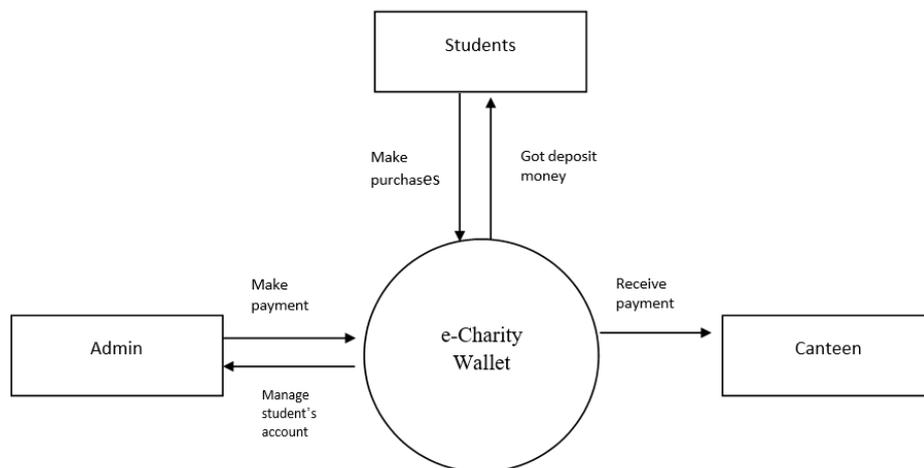 Students
Make
purchases
Got deposit
money
Make
payment
Receive
payment
Admin
e-Charity
Wallet
Canteen
Manage
student's
account